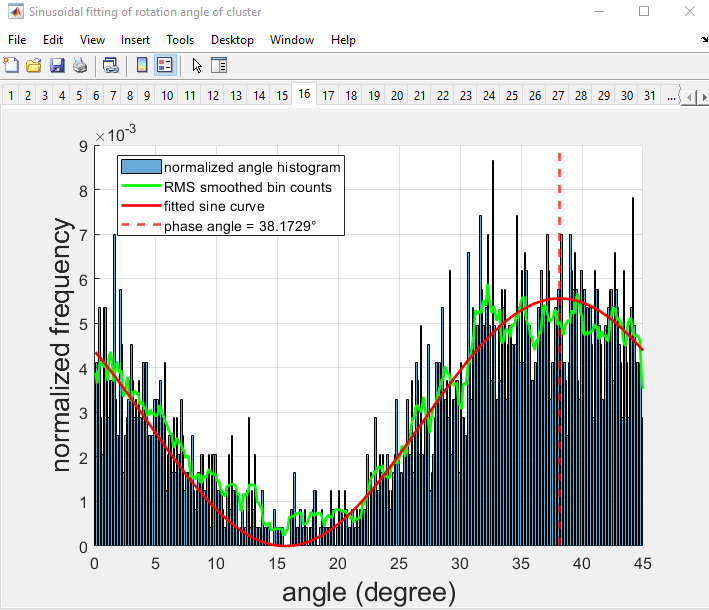 Sinusoidal fitting of rotation angle of cluster
File Edit View Insert Tools Desktop Window Help
1 2 3 4 5 6 7 8 9 10 11 12 13 14 15 16 17 18 19 20 21 22 23 24 25 26 27 28 29 30 31 ...
×10⁻³
normalized angle histogram
RMS smoothed bin counts
fitted sine curve
phase angle = 38.1729°
normalized frequency
9
8
7
6
5
4
3
2
1
0
0 5 10 15 20 25 30 35 40 45
angle (degree)